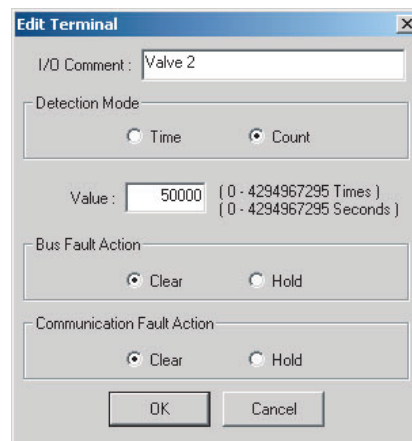 Edit Terminal
I/O Comment : Valve 2
Detection Mode
Time Count
Value : 50000 ( 0 - 4294967295 Times )
( 0 - 4294967295 Seconds )
Bus Fault Action
Clear Hold
Communication Fault Action
Clear Hold
OK Cancel